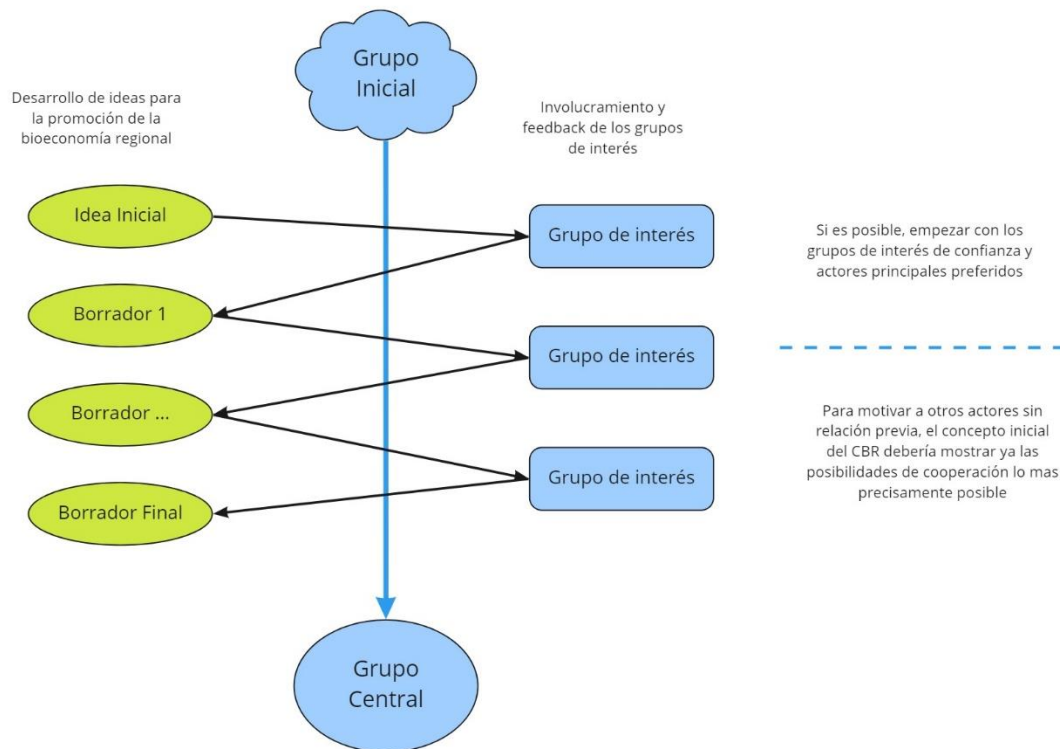 Grupo
Inicial
Desarrollo de ideas para
la promoción de la
bioeconomía regional
Involucramiento y
feedback de los grupos
de interés
Idea Inicial
Grupo de interés
Si es posible, empezar con los
grupos de interés de confianza y
actores principales preferidos
Borrador 1
Grupo de interés
Borrador ...
Para motivar a otros actores sin
relación previa, el concepto inicial
del CBR debería mostrar ya las
posibilidades de cooperación lo mas
precisamente posible
Grupo de interés
Borrador Final
Grupo
Central